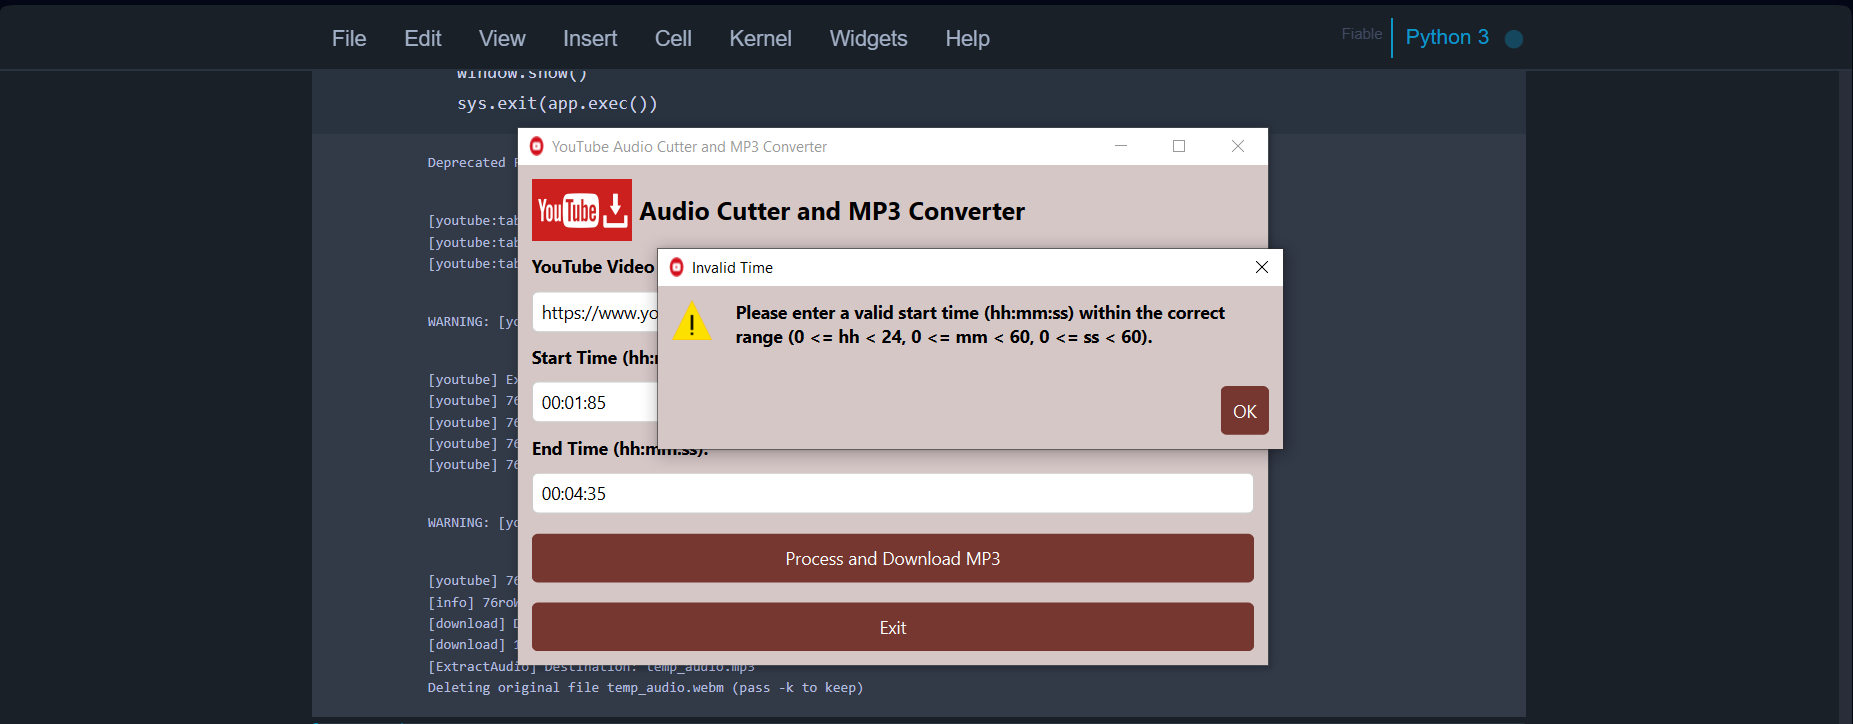 File Edit View Insert Cell Kernel Widgets Help Fiable Python 3
window.show()
sys.exit(app.exec())
YouTube Audio Cutter and MP3 Converter
Deprecated
YouTube Audio Cutter and MP3 Converter
[youtube:tab
[youtube:tab
[youtube:tab
YouTube Video
Invalid Time
https://www.yo
Please enter a valid start time (hh:mm:ss) within the correct
range (0 <= hh < 24, 0 <= mm < 60, 0 <= ss < 60).
WARNING: [yo
Start Time (hh:
[youtube] Ex
[youtube] 76
00:01:85
OK
[youtube] 76
[youtube] 76
End Time (hh:mm:ss):
[youtube] 76
00:04:35
WARNING: [yo
Process and Download MP3
[youtube] 76
[info] 76roW
[download] D
Exit
[download] 1
[ExtractAudio] Destination: temp_audio.mp3
Deleting original file temp_audio.webm (pass -k to keep)